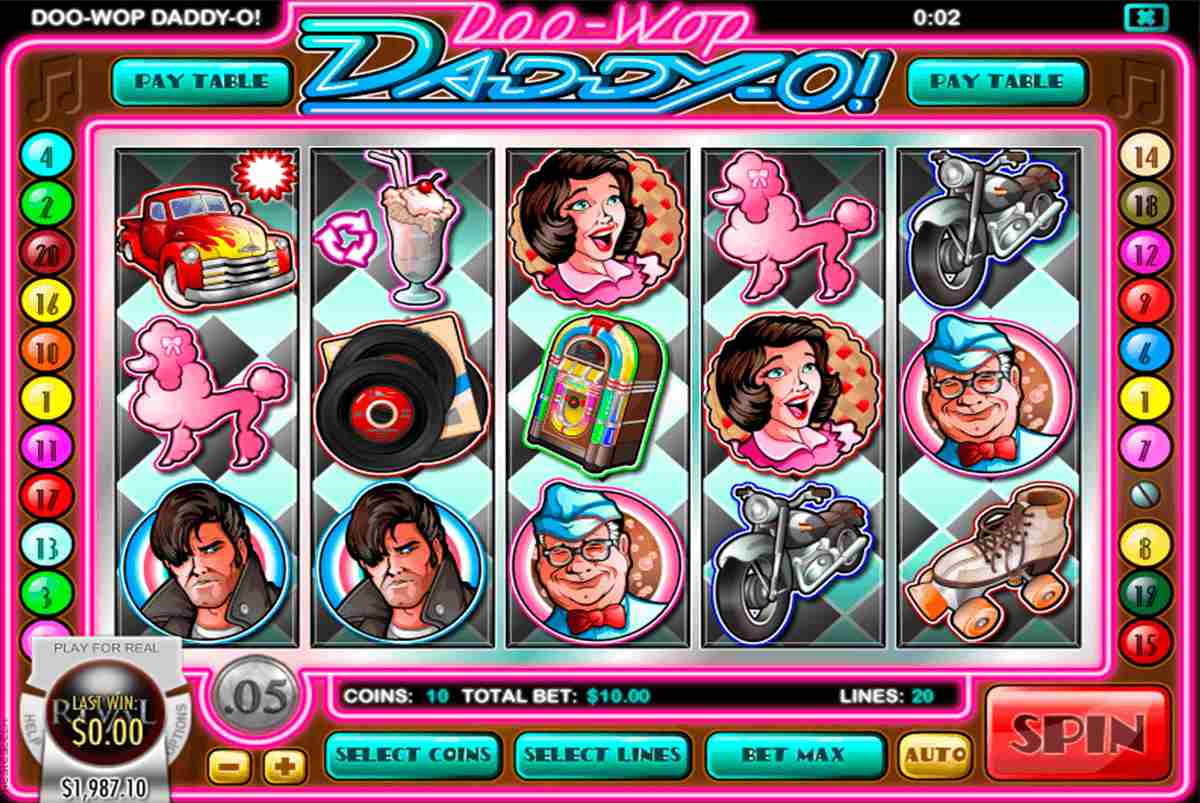 DOO-WOP DADDY-O!
0:02
Doo-Wop
DADDY-O!
PAY TABLE
PAY TABLE
4
2
20
16
10
1
11
17
13
3
14
18
12
9
6
1
7
8
19
15
PLAY FOR REAL
RIVAL
LAST WIN:
$0.00
HELP
OPTIONS
$1,987.10
.05
COINS: 10 TOTAL BET: $10.00
LINES: 20
SELECT COINS
SELECT LINES
BET MAX
AUTO
SPIN